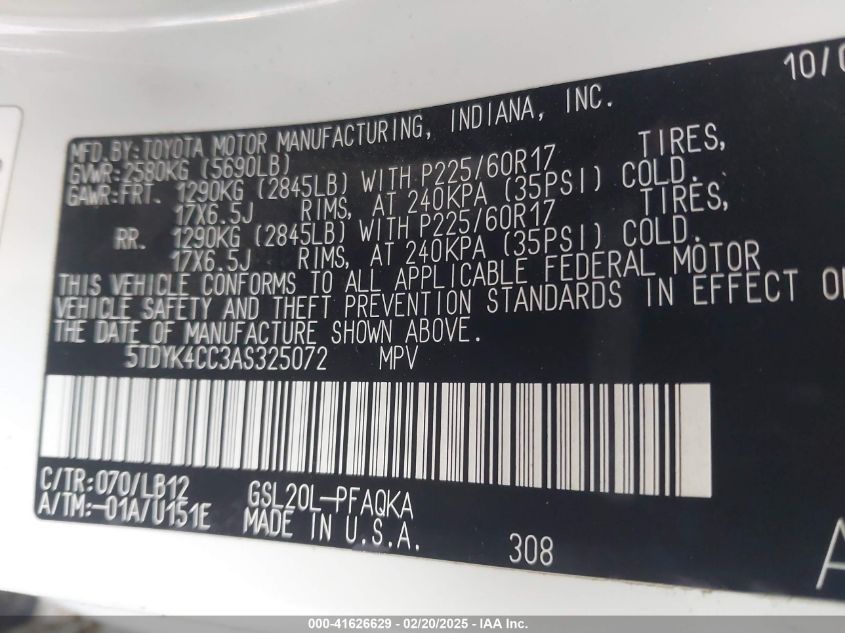 10/0
MFD.BY:TOYOTA MOTOR MANUFACTURING, INDIANA, INC.
GVWR:2580KG (5690LB)
GAWR:FRT. 1290KG (2845LB) WITH P225/60R17 TIRES,
17X6.5J RIMS, AT 240KPA (35PSI) COLD.
RR. 1290KG (2845LB) WITH P225/60R17 TIRES,
17X6.5J RIMS, AT 240KPA (35PSI) COLD.
THIS VEHICLE CONFORMS TO ALL APPLICABLE FEDERAL MOTOR
VEHICLE SAFETY AND THEFT PREVENTION STANDARDS IN EFFECT O
THE DATE OF MANUFACTURE SHOWN ABOVE.
5TDYK4CC3AS325072 MPV
C/TR:070/LB12 GSL20L-PFAQKA
A/TM:-01A/U151E MADE IN U.S.A.
308 A
000-41626629 - 02/20/2025 - IAA Inc.